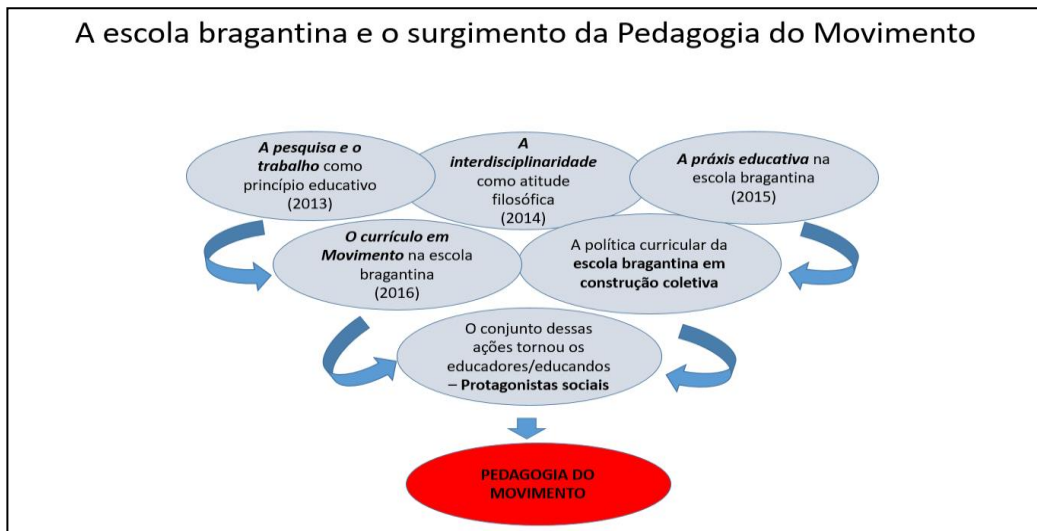 A escola bragantina e o surgimento da Pedagogia do Movimento
A pesquisa e o
trabalho como
princípio educativo
(2013)
A
interdisciplinaridade
como atitude
filosófica
(2014)
A práxis educativa na
escola bragantina
(2015)
O currículo em
Movimento na escola
bragantina
(2016)
A política curricular da
escola bragantina em
construção coletiva
O conjunto dessas
ações tornou os
educadores/educandos
– Protagonistas sociais
PEDAGOGIA DO
MOVIMENTO